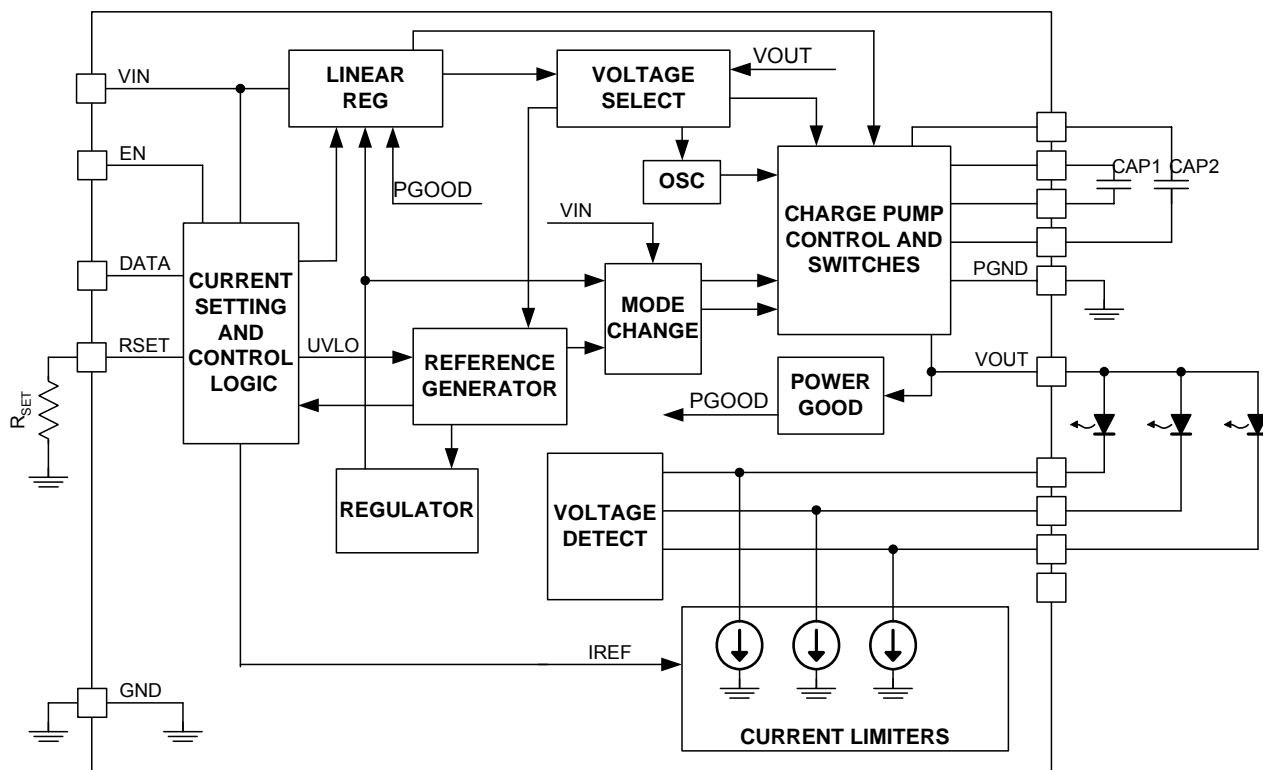 VIN
LINEAR
REG
VOLTAGE
SELECT
VOUT
EN
PGOOD
OSC
CAP1
CAP2
VIN
CHARGE PUMP
CONTROL AND
SWITCHES
DATA
CURRENT
SETTING
AND
CONTROL
LOGIC
MODE
CHANGE
PGND
RSET
UVLO
REFERENCE
GENERATOR
VOUT
RSET
PGOOD
POWER
GOOD
REGULATOR
VOLTAGE
DETECT
IREF
GND
CURRENT LIMITERS